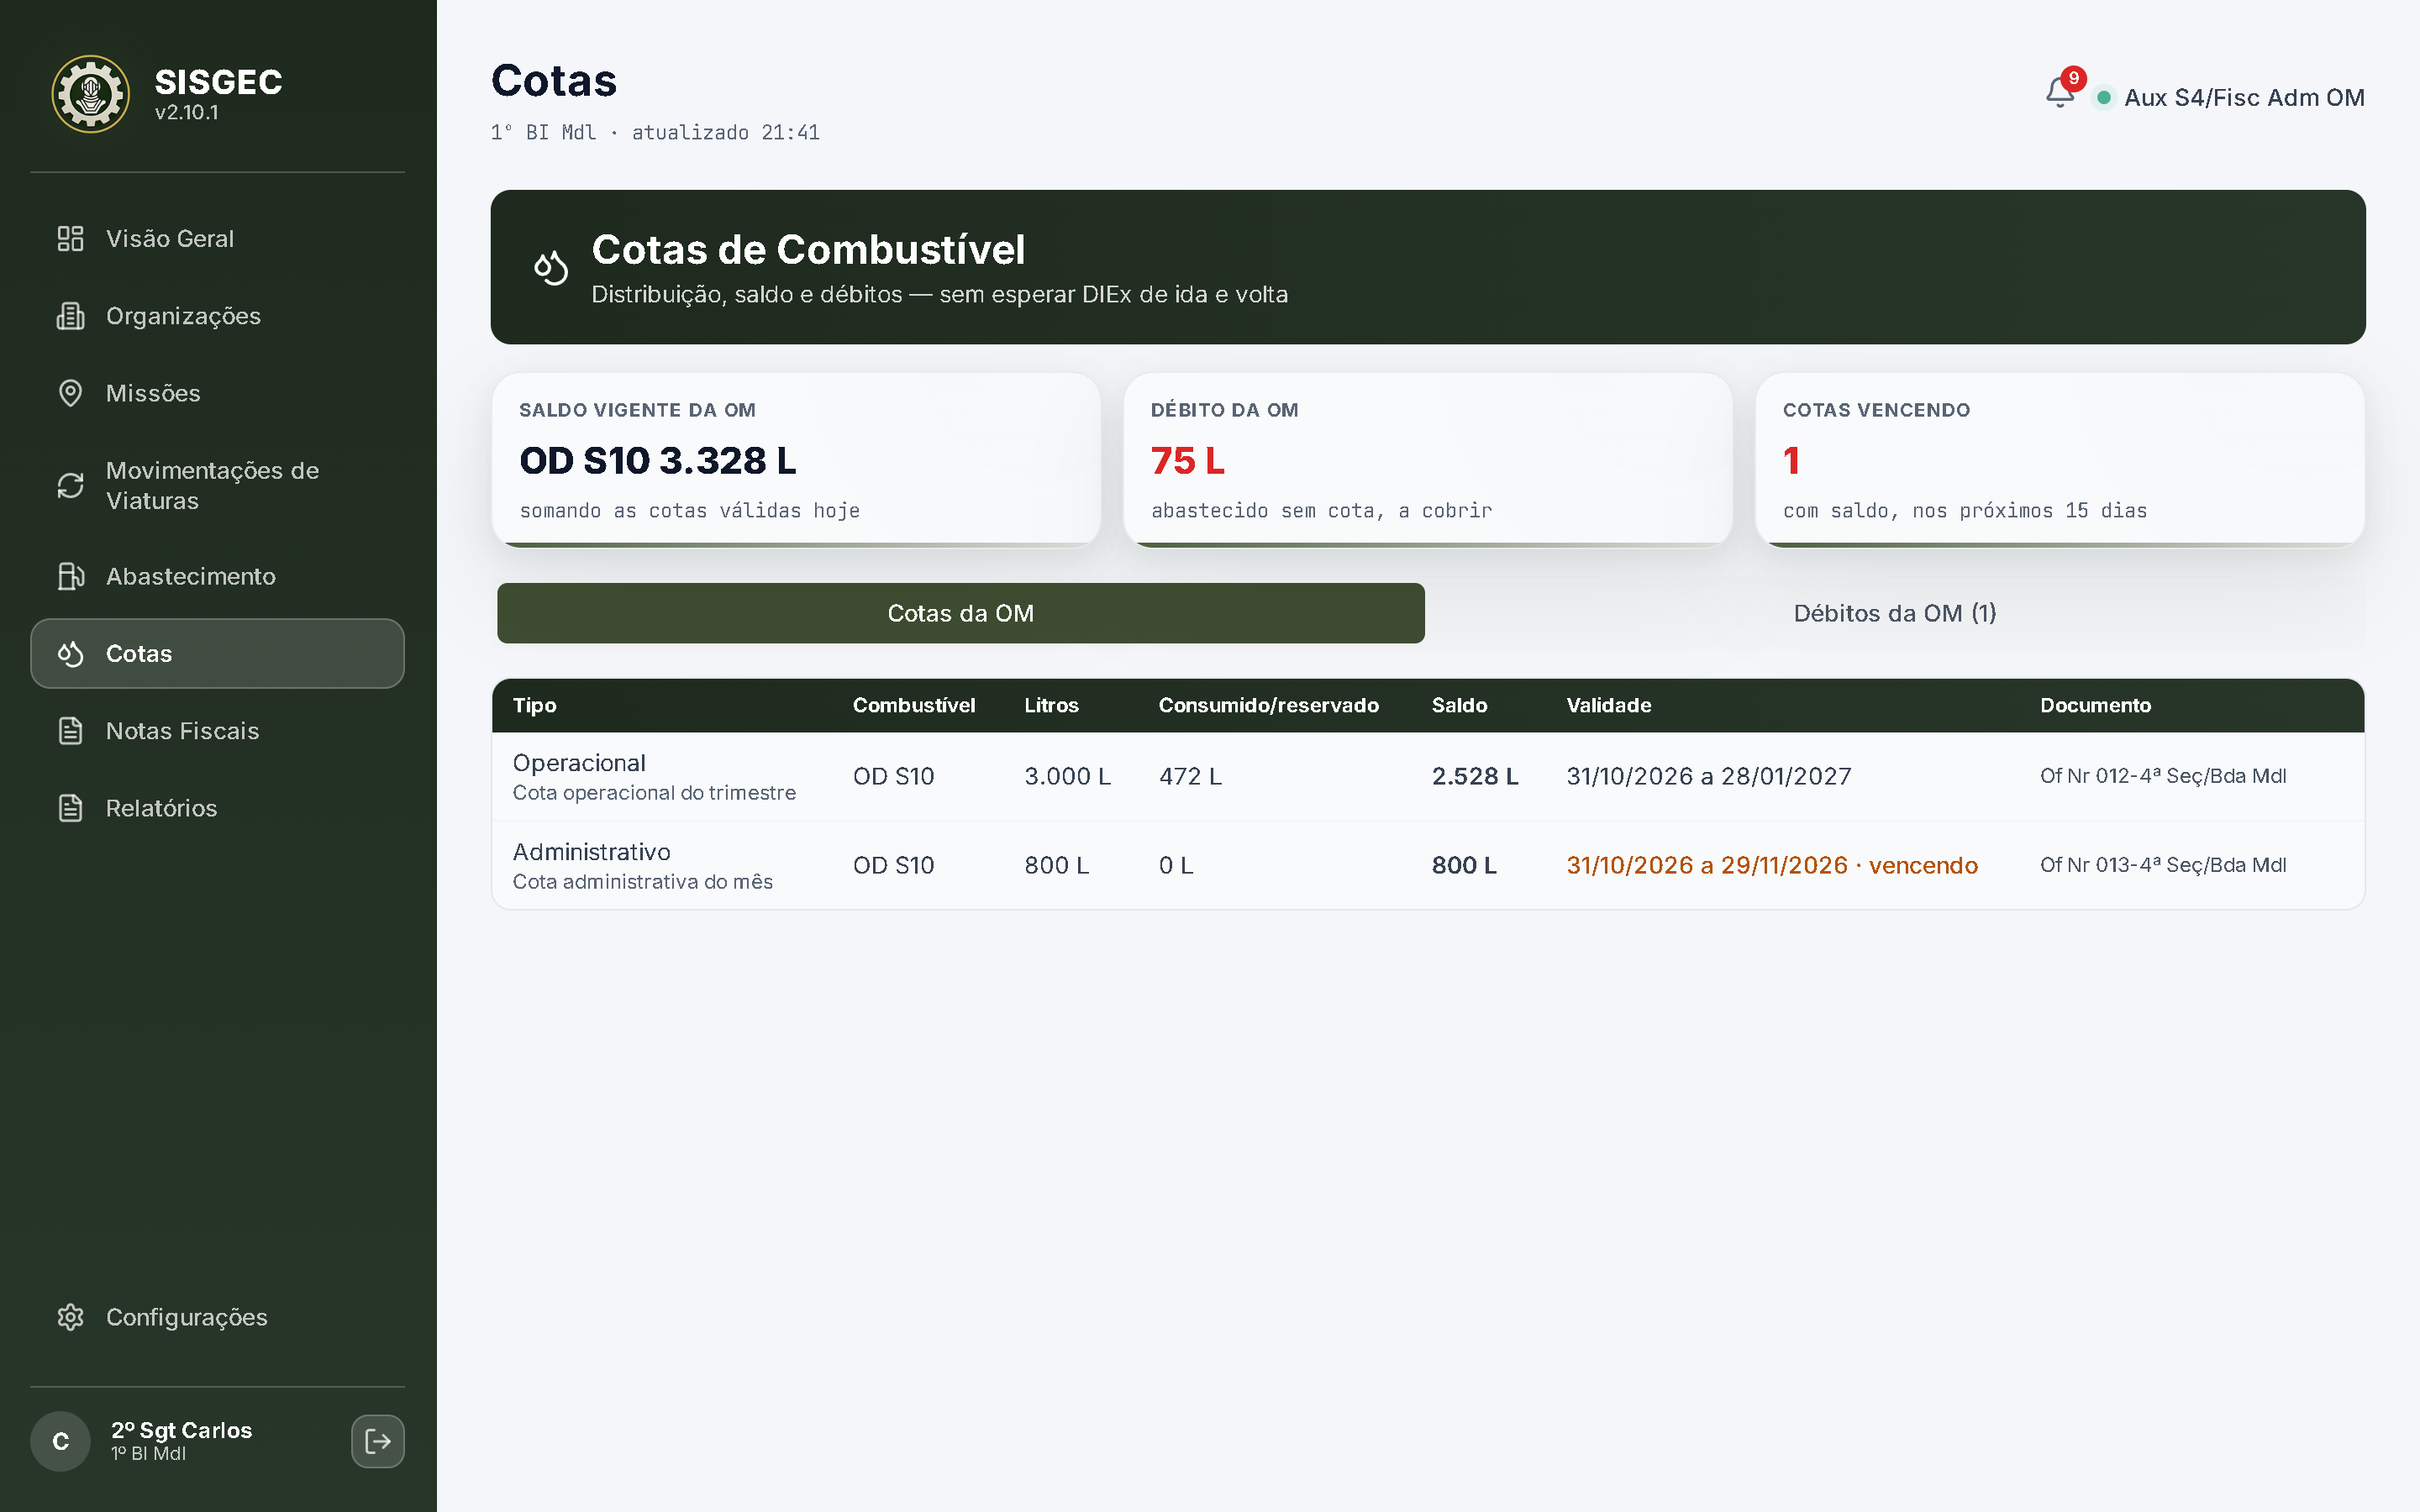 SISGEC
v2.10.1
Visão Geral
Organizações
Missões
Movimentações de
Viaturas
Abastecimento
Cotas
Notas Fiscais
Relatórios
Configurações
C
2º Sgt Carlos
1º BI Mdl
Cotas
1º BI Mdl · atualizado 21:41
9
Aux S4/Fisc Adm OM
Cotas de Combustível
Distribuição, saldo e débitos — sem esperar DIEx de ida e volta
SALDO VIGENTE DA OM
OD S10 3.328 L
somando as cotas válidas hoje
DÉBITO DA OM
75 L
abastecido sem cota, a cobrir
COTAS VENCENDO
1
com saldo, nos próximos 15 dias
Cotas da OM
Débitos da OM (1)
Tipo Combustível Litros Consumido/reservado Saldo Validade Documento
Operacional
Cota operacional do trimestre
OD S10 3.000 L 472 L 2.528 L 31/10/2026 a 28/01/2027 Of Nr 012-4ª Seç/Bda Mdl
Administrativo
Cota administrativa do mês
OD S10 800 L 0 L 800 L 31/10/2026 a 29/11/2026 · vencendo Of Nr 013-4ª Seç/Bda Mdl